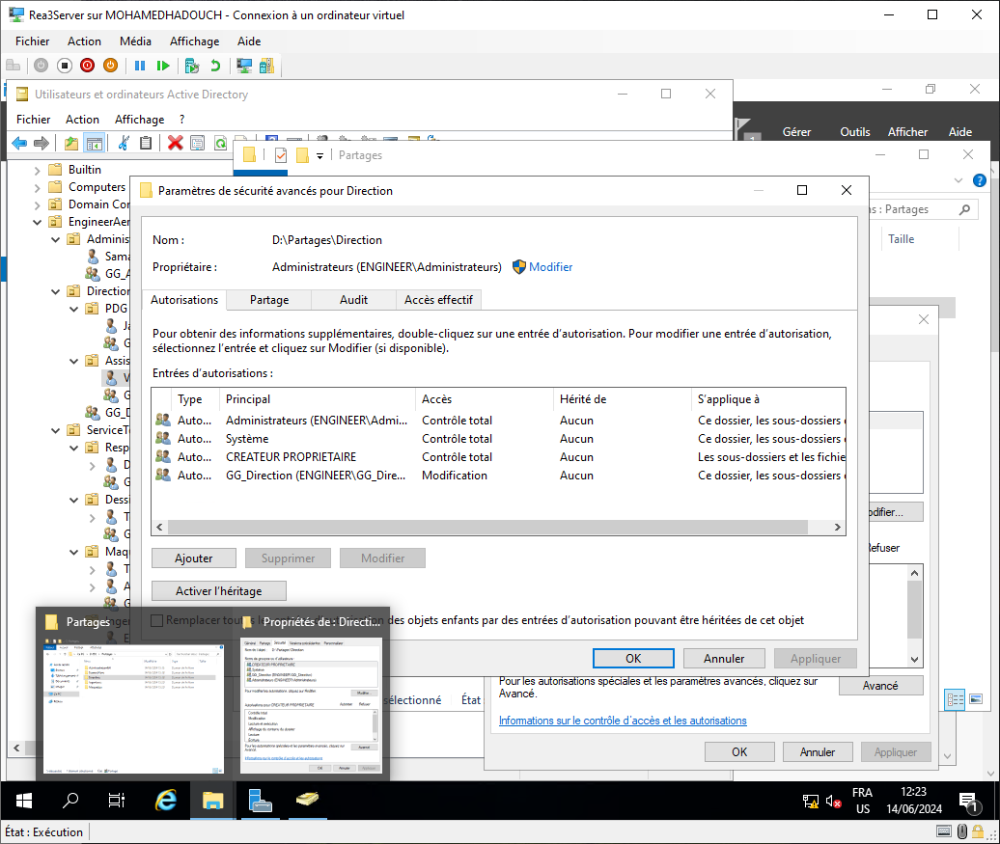 Rea3Server sur MOHAMEDHADOUCH - Connexion à un ordinateur virtuel
Fichier Action Média Affichage Aide
Utilisateurs et ordinateurs Active Directory
Fichier Action Affichage ?
Gérer Outils Afficher Aide
Partages
Builtin
Computers
Domain Cor
EngineerAer
Adminis
Sama
GG_A
Direction
PDG
Assis
GG_D
ServiceTe
Resp
Dessi
Maq
: Partages
Taille
Paramètres de sécurité avancés pour Direction
Nom : D:\Partages\Direction
Propriétaire : Administrateurs (ENGINEER\Administrateurs) Modifier
Autorisations Partage Audit Accès effectif
Pour obtenir des informations supplémentaires, double-cliquez sur une entrée d'autorisation. Pour modifier une entrée d'autorisation,
sélectionnez l'entrée et cliquez sur Modifier (si disponible).
Entrées d'autorisations :
Type Principal Accès Hérité de S'applique à
Auto... Administrateurs (ENGINEER\Admi... Contrôle total Aucun Ce dossier, les sous-dossiers
Auto... Système Contrôle total Aucun Ce dossier, les sous-dossiers
Auto... CREATEUR PROPRIETAIRE Contrôle total Aucun Les sous-dossiers et les fichie
Auto... GG_Direction (ENGINEER\GG_Dire... Modification Aucun Ce dossier, les sous-dossiers
Ajouter Supprimer Modifier
Activer l'héritage
Remplacer des objets enfants par des entrées d'autorisation pouvant être héritées de cet objet
OK Annuler Appliquer
odifier...
Refuser
Partages
Propriétés de : Directi...
sélectionné État
Pour les autorisations spéciales et les paramètres avancés, cliquez sur
Avancé.
Avancé
Informations sur le contrôle d'accès et les autorisations
OK Annuler Appliquer
FRA
US
12:23
14/06/2024
1
État : Exécution